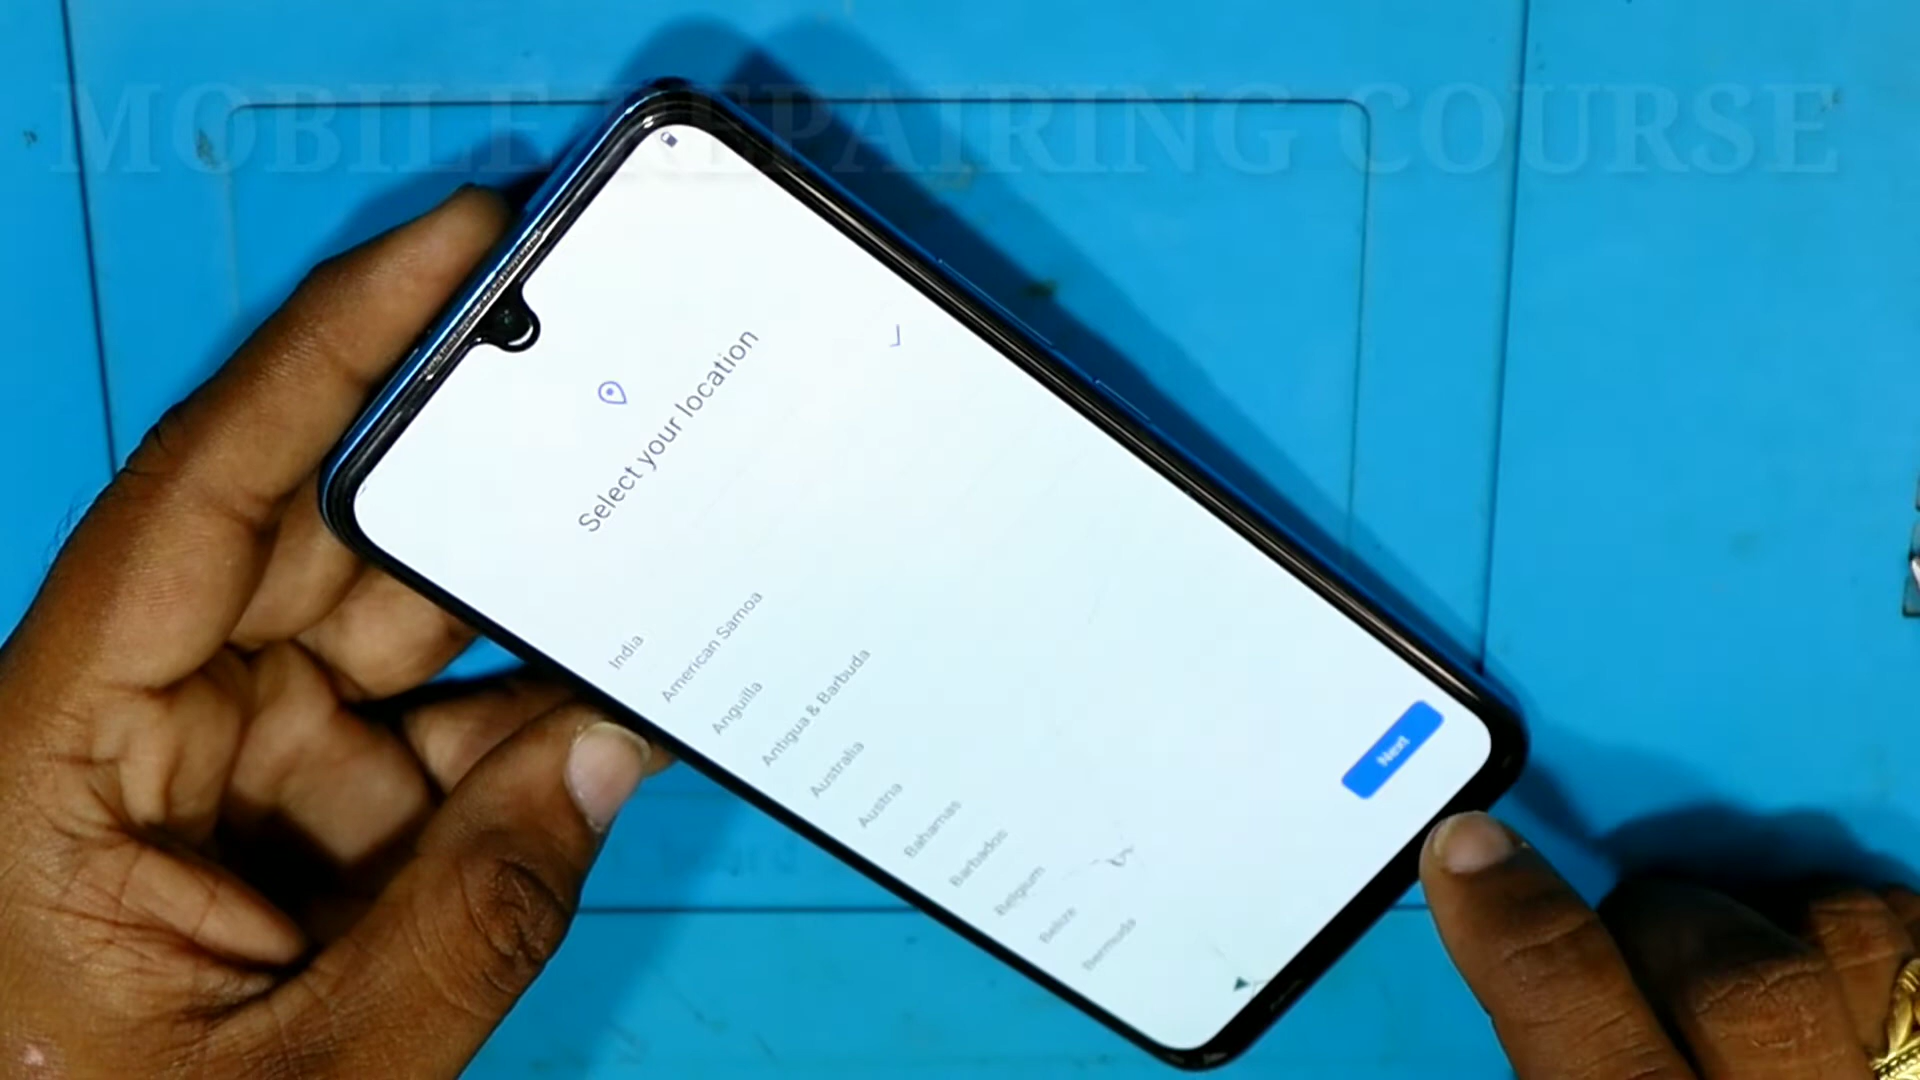 MOBILE REPAIRING COURSE
Select your location
India
American Samoa
Anguilla
Antigua & Barbuda
Australia
Austria
Bahamas
Barbados
Belgium
Belize
Bermuda
Next